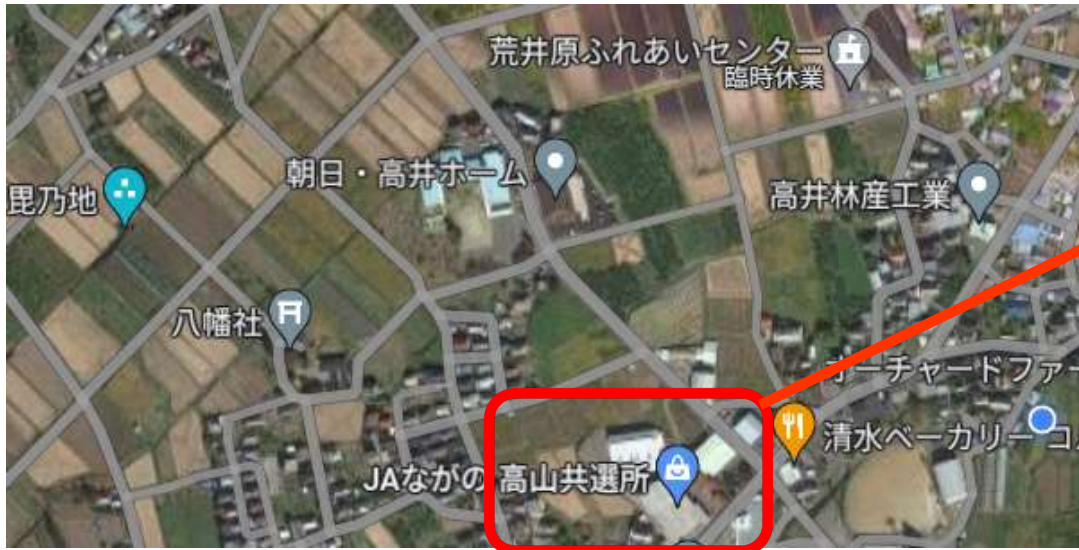 荒井原ふれあいセンター
臨時休業
朝日・高井ホーム
高井林産工業
毘乃地
八幡社
オーチャードファー
清水ベーカリー コ
JAながの 高山共選所